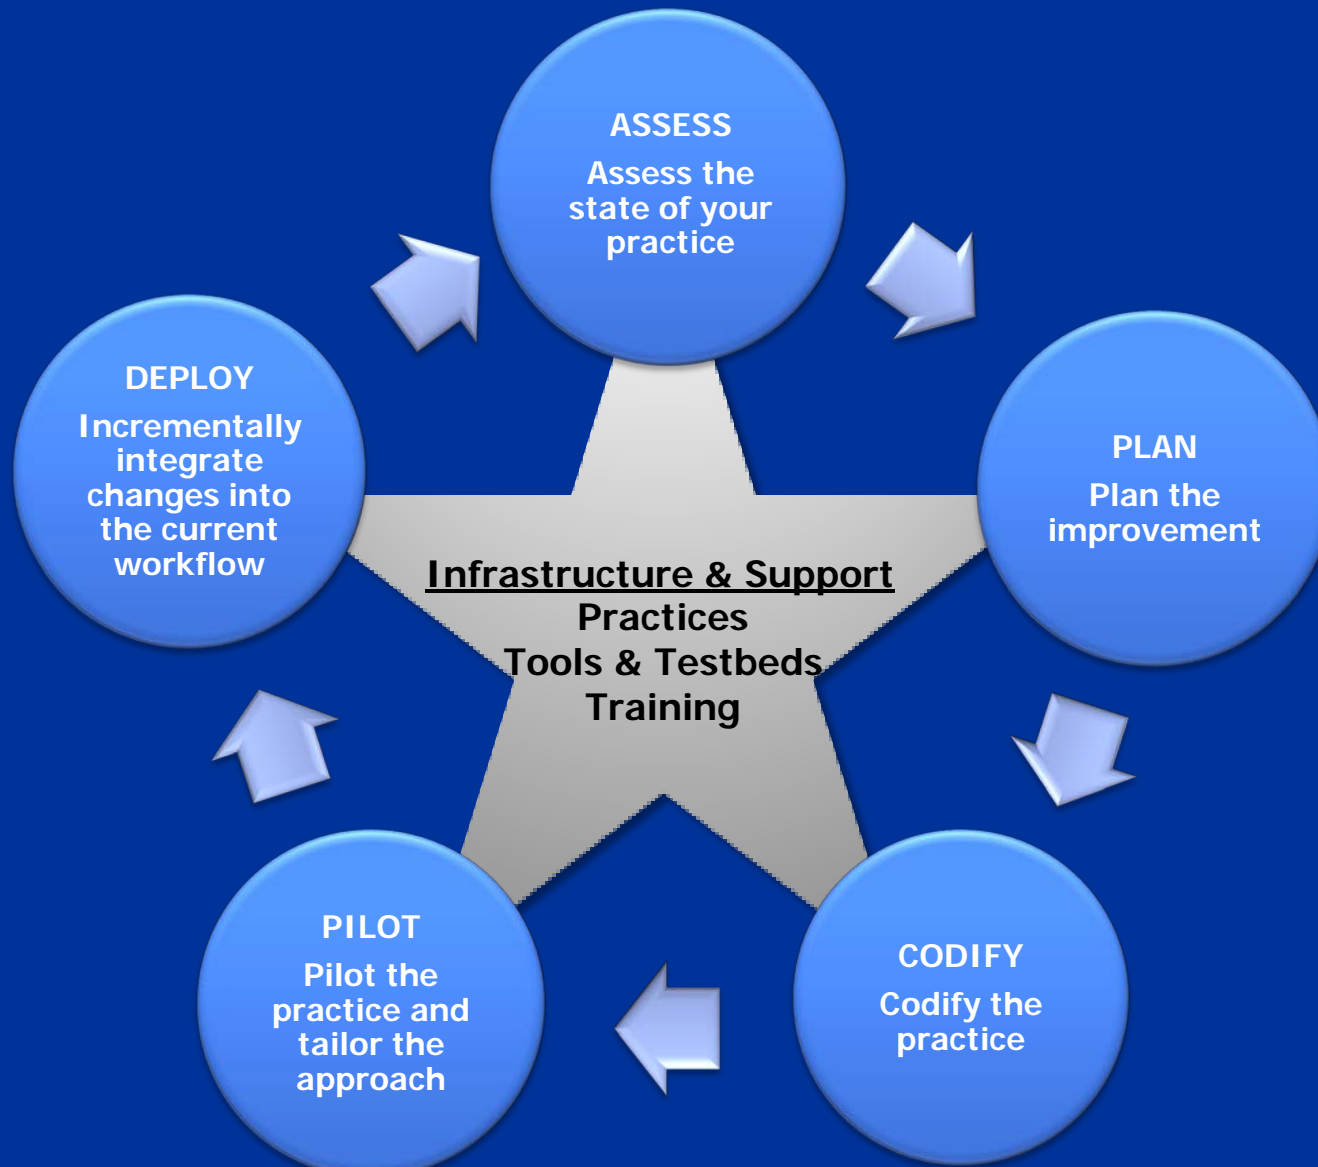 ASSESS
Assess the
state of your
practice
PLAN
Plan the
improvement
CODIFY
Codify the
practice
PILOT
Pilot the
practice and
tailor the
approach
DEPLOY
Incrementally
integrate
changes into
the current
workflow
Infrastructure & Support
Practices
Tools & Testbeds
Training